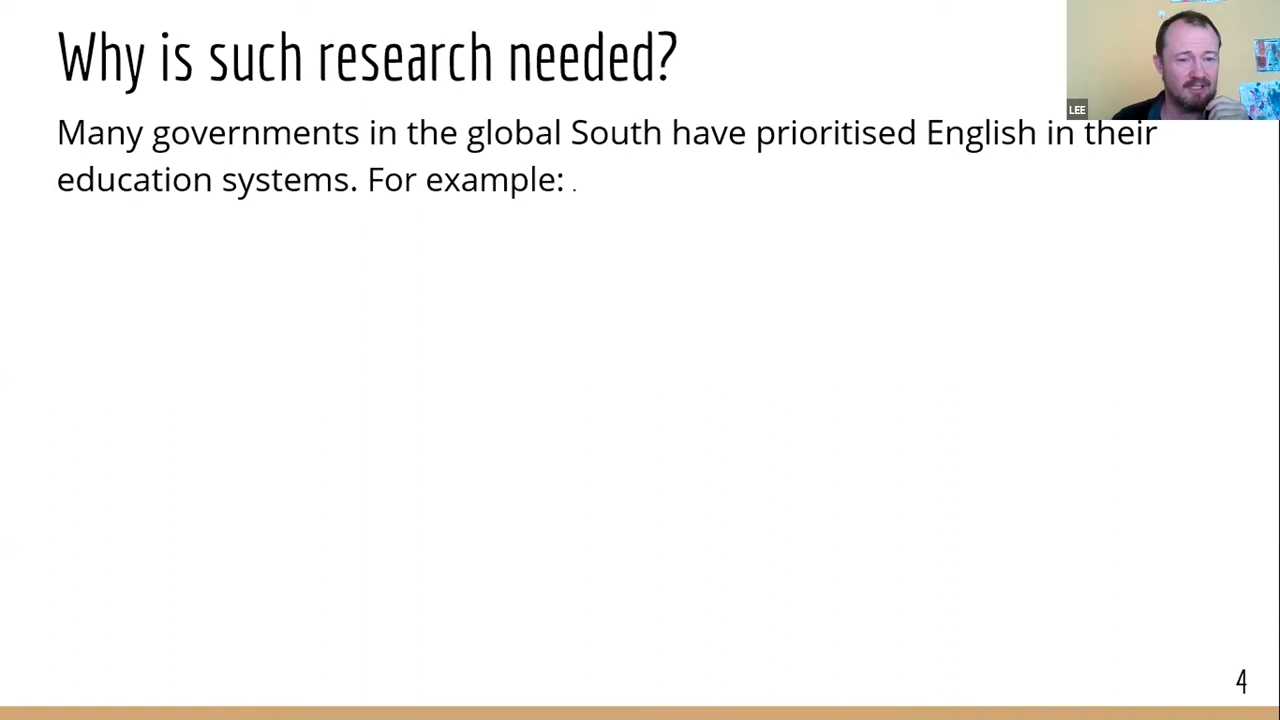 Why is such research needed?
LEE
Many governments in the global South have prioritised English in their
education systems. For example: .
4